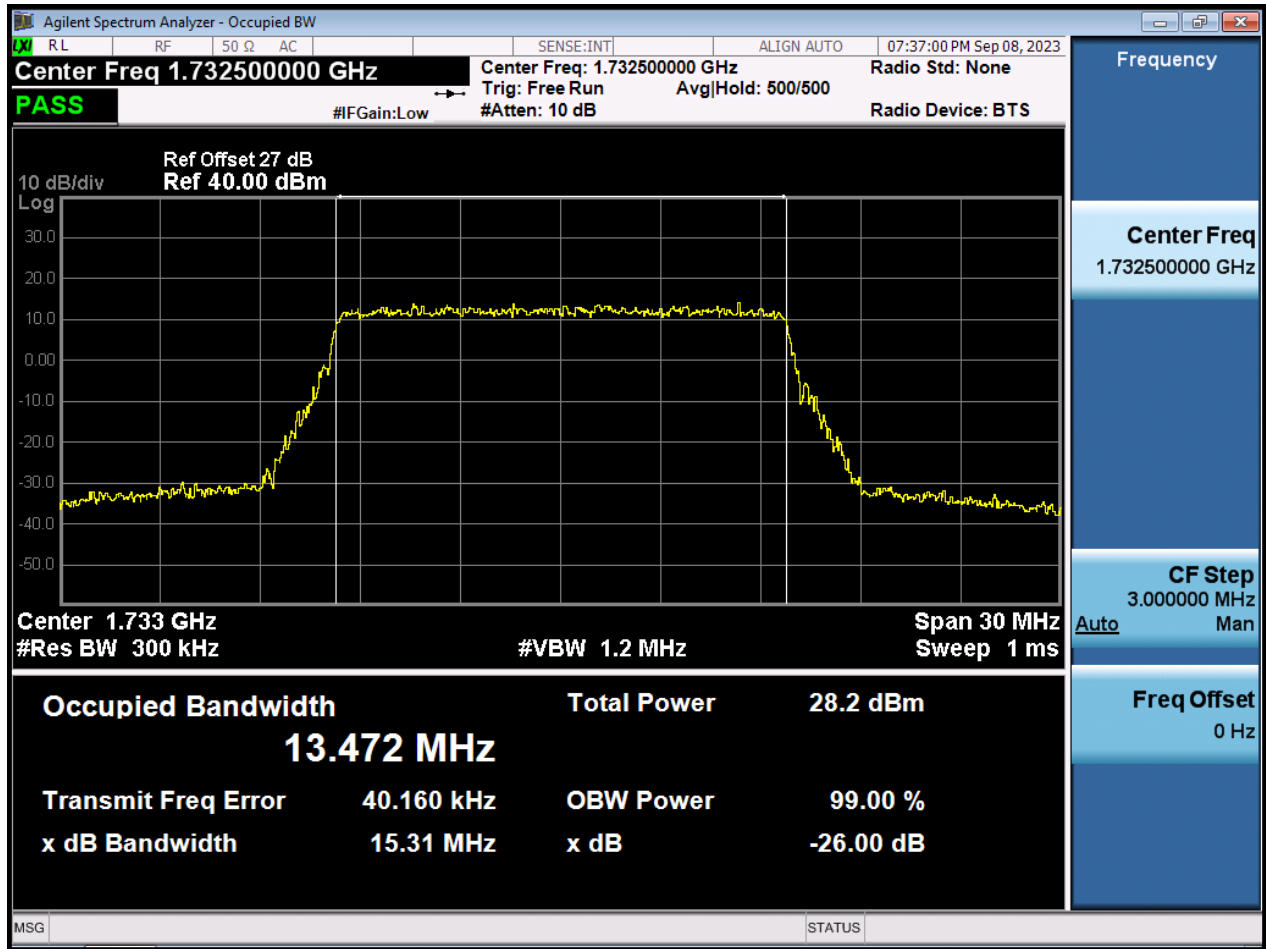 Agilent Spectrum Analyzer - Occupied BW
LXI RL RF 50 Ω AC SENSE:INT ALIGN AUTO 07:37:00 PM Sep 08, 2023
Center Freq 1.732500000 GHz
Center Freq: 1.732500000 GHz Radio Std: None
Trig: Free Run Avg|Hold: 500/500
PASS
#IFGain:Low #Atten: 10 dB Radio Device: BTS
Ref Offset 27 dB
10 dB/div Ref 40.00 dBm
Log
30.0
20.0
10.0
0.00
-10.0
-20.0
-30.0
-40.0
-50.0
Center 1.733 GHz Span 30 MHz
#Res BW 300 kHz #VBW 1.2 MHz Sweep 1 ms
Occupied Bandwidth Total Power 28.2 dBm
13.472 MHz
Transmit Freq Error 40.160 kHz OBW Power 99.00 %
x dB Bandwidth 15.31 MHz x dB -26.00 dB
MSG STATUS
Frequency
Center Freq
1.732500000 GHz
CF Step
3.000000 MHz
Auto Man
Freq Offset
0 Hz